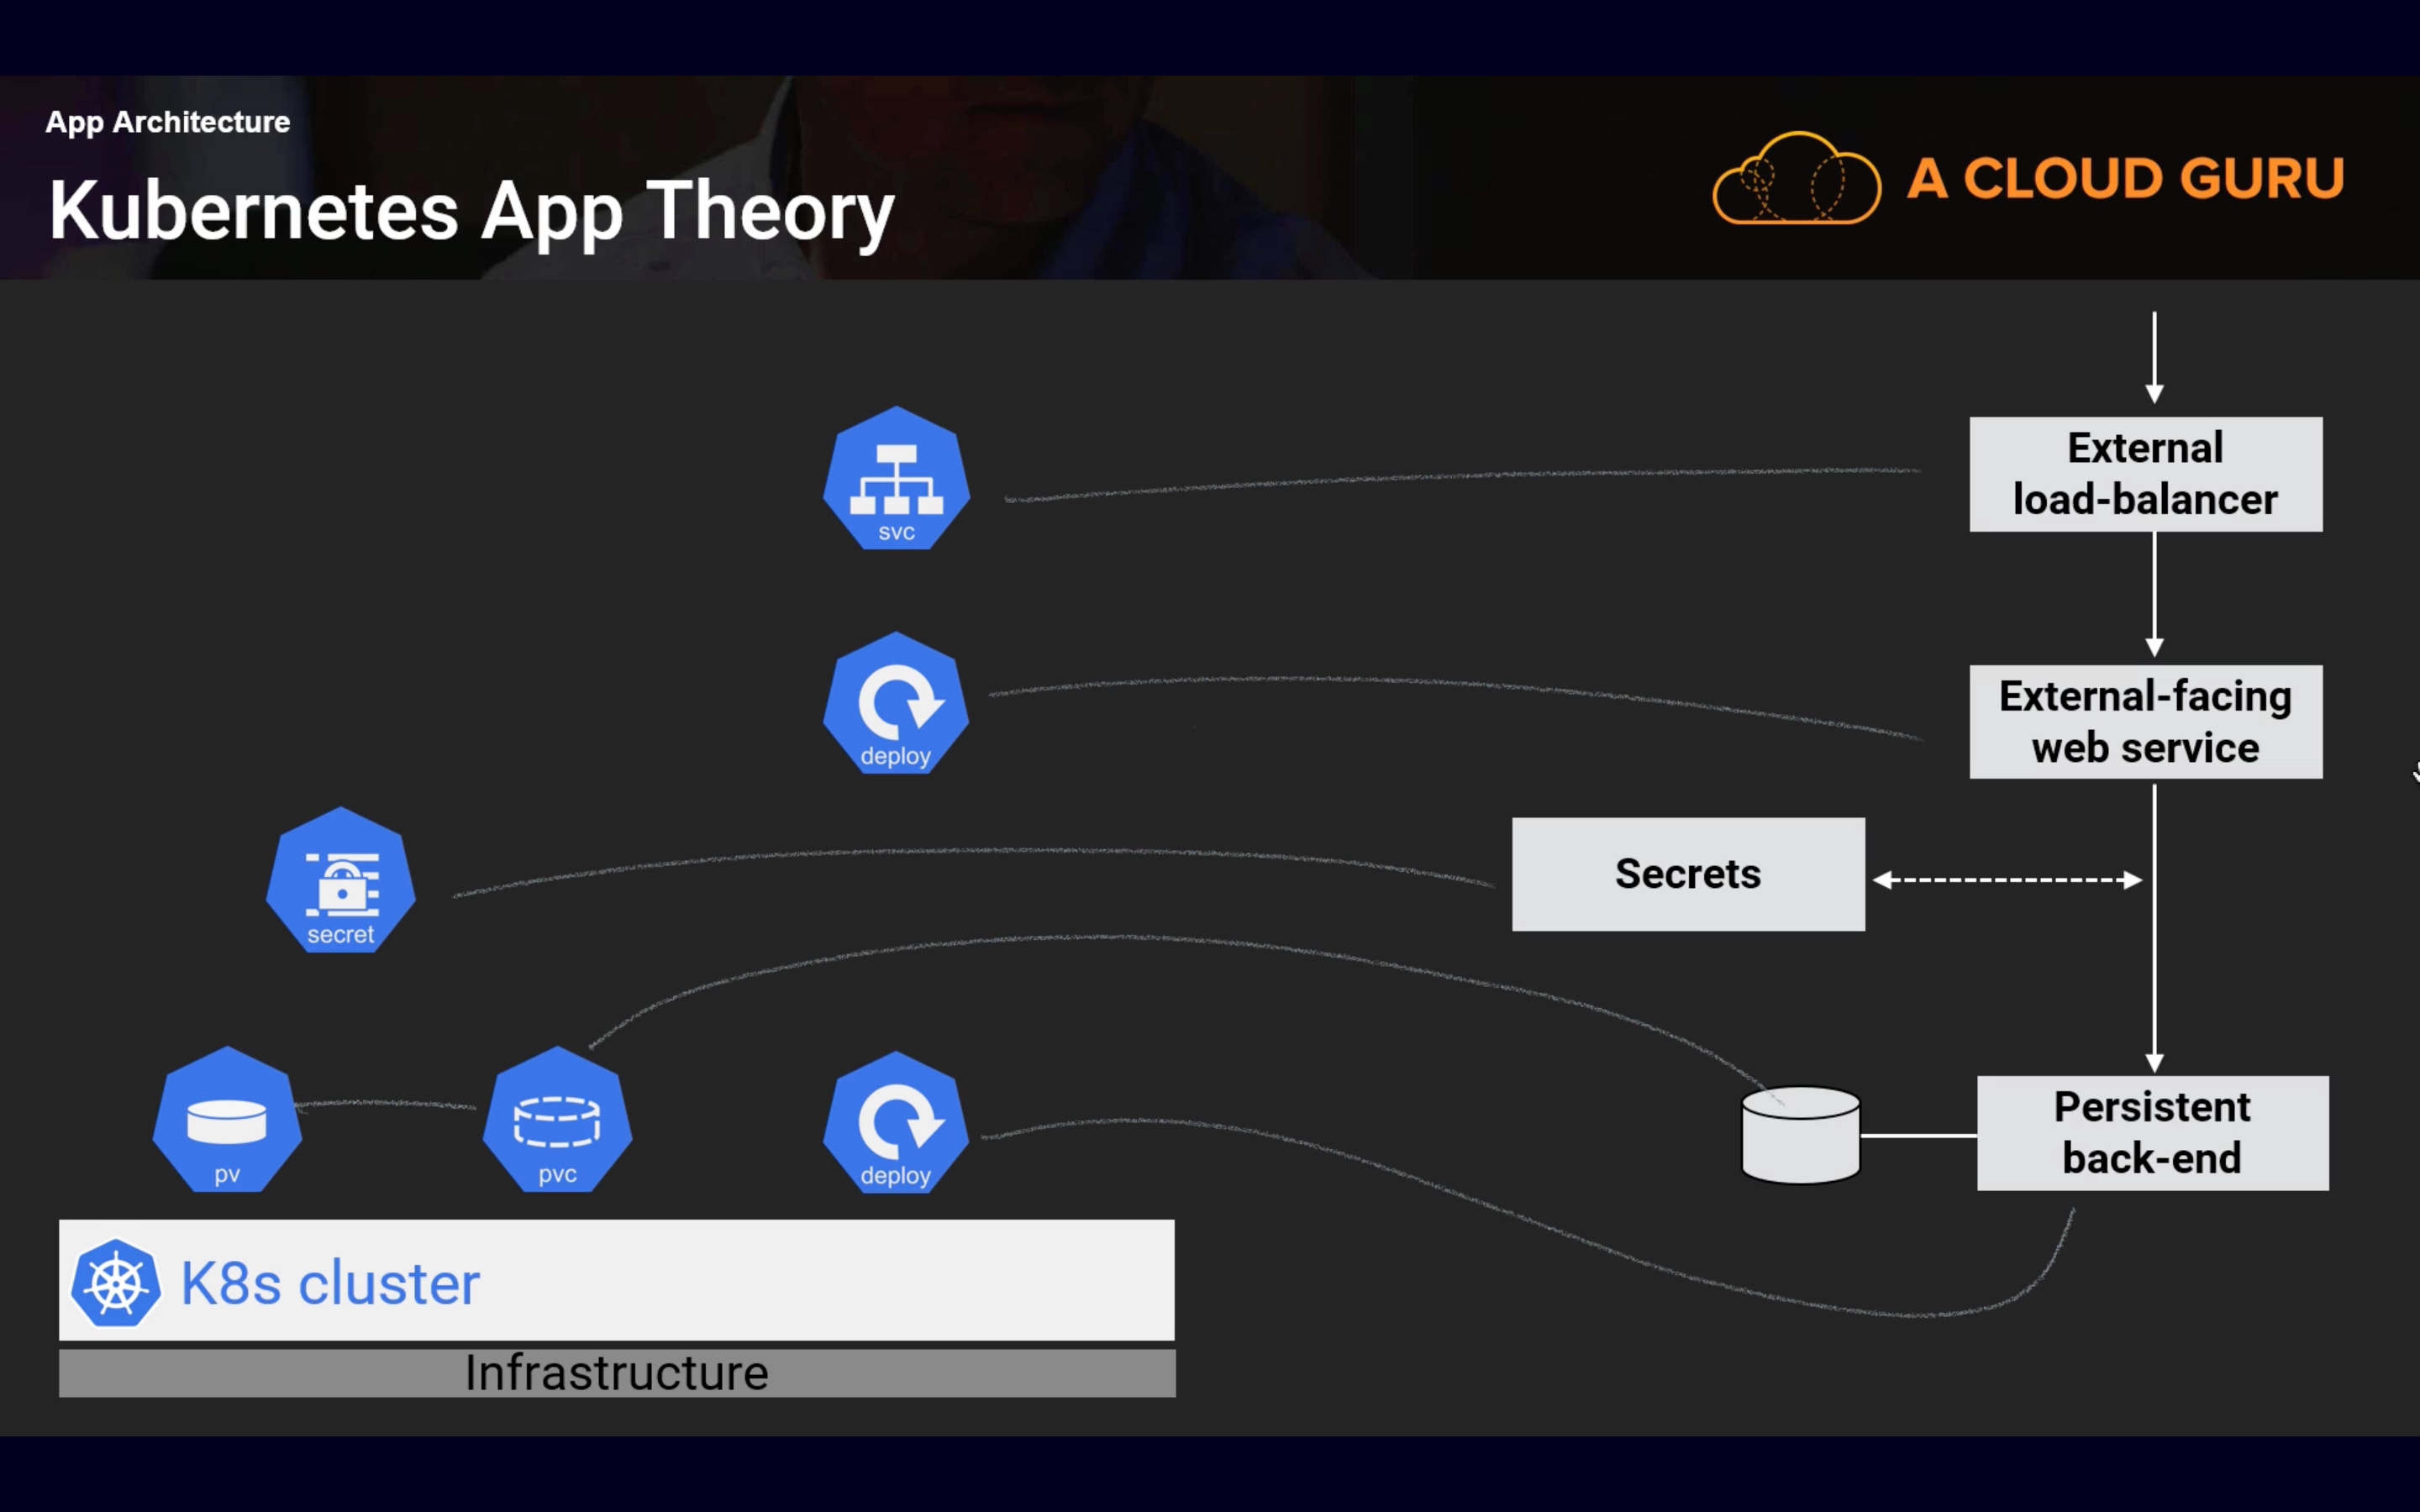 App Architecture
Kubernetes App Theory
A CLOUD GURU
External
load-balancer
svc
External-facing
web service
deploy
Secrets
secret
Persistent
back-end
pv
pvc
deploy
K8s cluster
Infrastructure